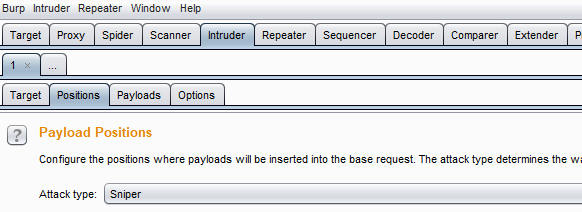 Burp Intruder Repeater Window Help
Target Proxy Spider Scanner Intruder Repeater Sequencer Decoder Comparer Extender
1 × ...
Target Positions Payloads Options
? Payload Positions
Configure the positions where payloads will be inserted into the base request. The attack type determines the
Attack type: Sniper